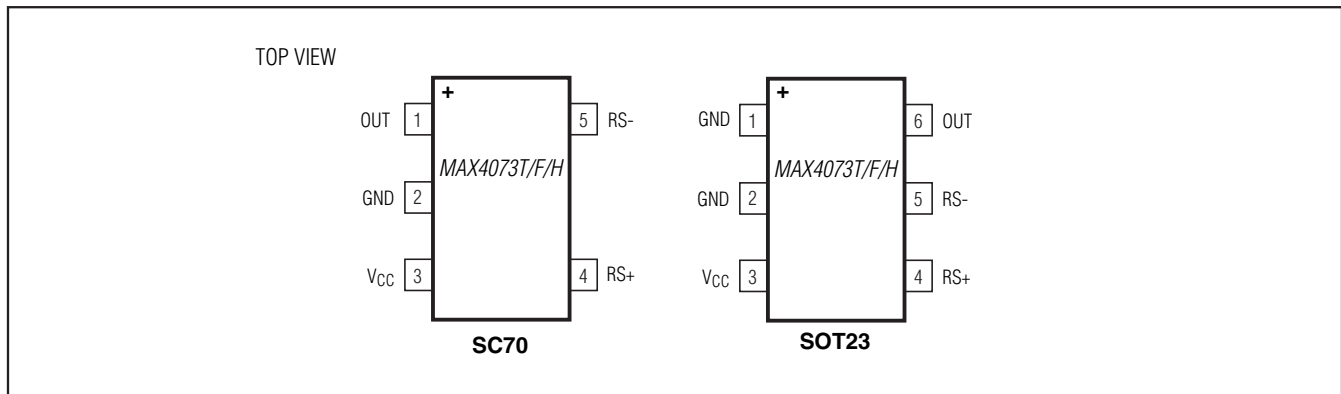 TOP VIEW
+
MAX4073T/F/H
OUT 1
GND 2
VCC 3
5 RS-
4 RS+
SC70
+
MAX4073T/F/H
GND 1
GND 2
VCC 3
6 OUT
5 RS-
4 RS+
SOT23